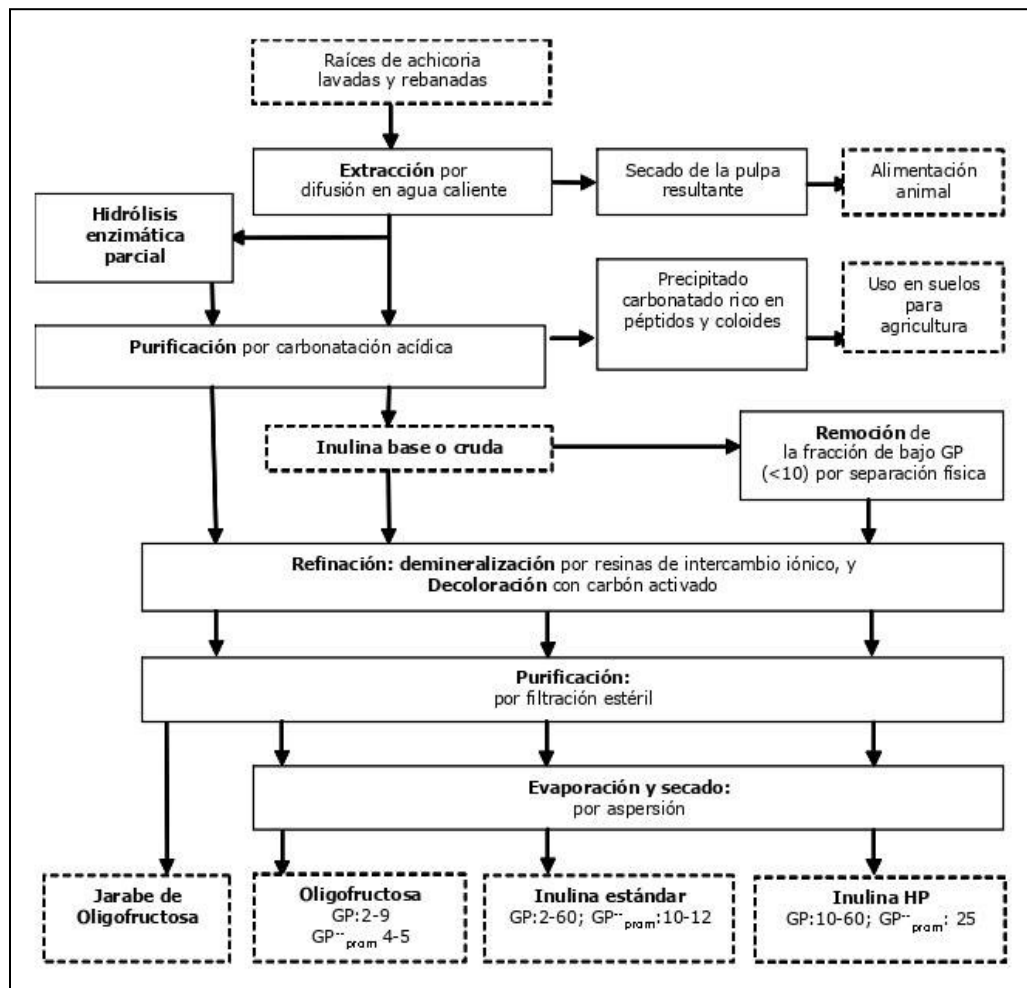 Raíces de achicoria
lavadas y rebanadas
Extracción por
difusión en agua caliente
Secado de la pulpa
resultante
Alimentación
animal
Hidrólisis
enzimática
parcial
Precipitado
carbonatado rico en
péptidos y coloides
Uso en suelos
para
agricultura
Purificación por carbonatación acídica
Inulina base o cruda
Remoción de
la fracción de bajo GP
(<10) por separación física
Refinación: demineralización por resinas de intercambio iónico, y
Decoloración con carbón activado
Purificación:
por filtración estéril
Evaporación y secado:
por aspersión
Jarabe de
Oligofructosa
Oligofructosa
GP:2-9
GP--prom 4-5
Inulina estándar
GP:2-60; GP--prom:10-12
Inulina HP
GP:10-60; GP--prom: 25